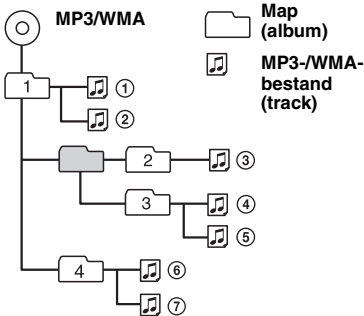 MP3/WMA
Map
(album)
MP3-/WMA-
bestand
(track)
1
①
②
2
③
3
④
⑤
4
⑥
⑦